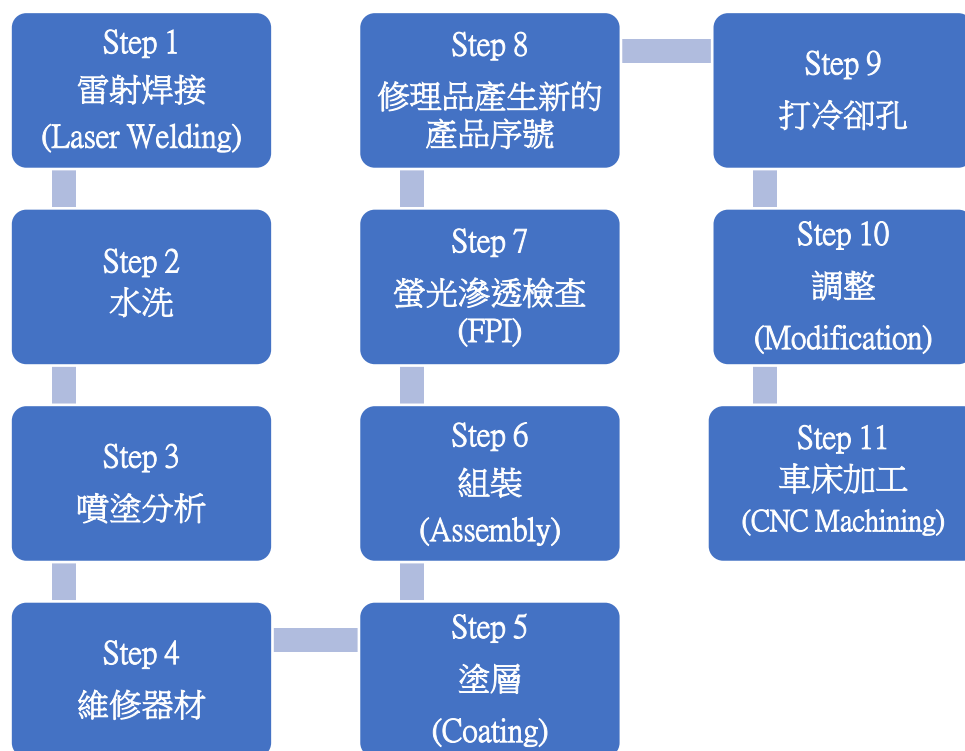 Step 1
雷射焊接
(Laser Welding)
Step 2
水洗
Step 3
噴塗分析
Step 4
維修器材
Step 5
塗層
(Coating)
Step 6
組裝
(Assembly)
Step 7
螢光滲透檢查
(FPI)
Step 8
修理品產生新的
產品序號
Step 9
打冷卻孔
Step 10
調整
(Modification)
Step 11
車床加工
(CNC Machining)